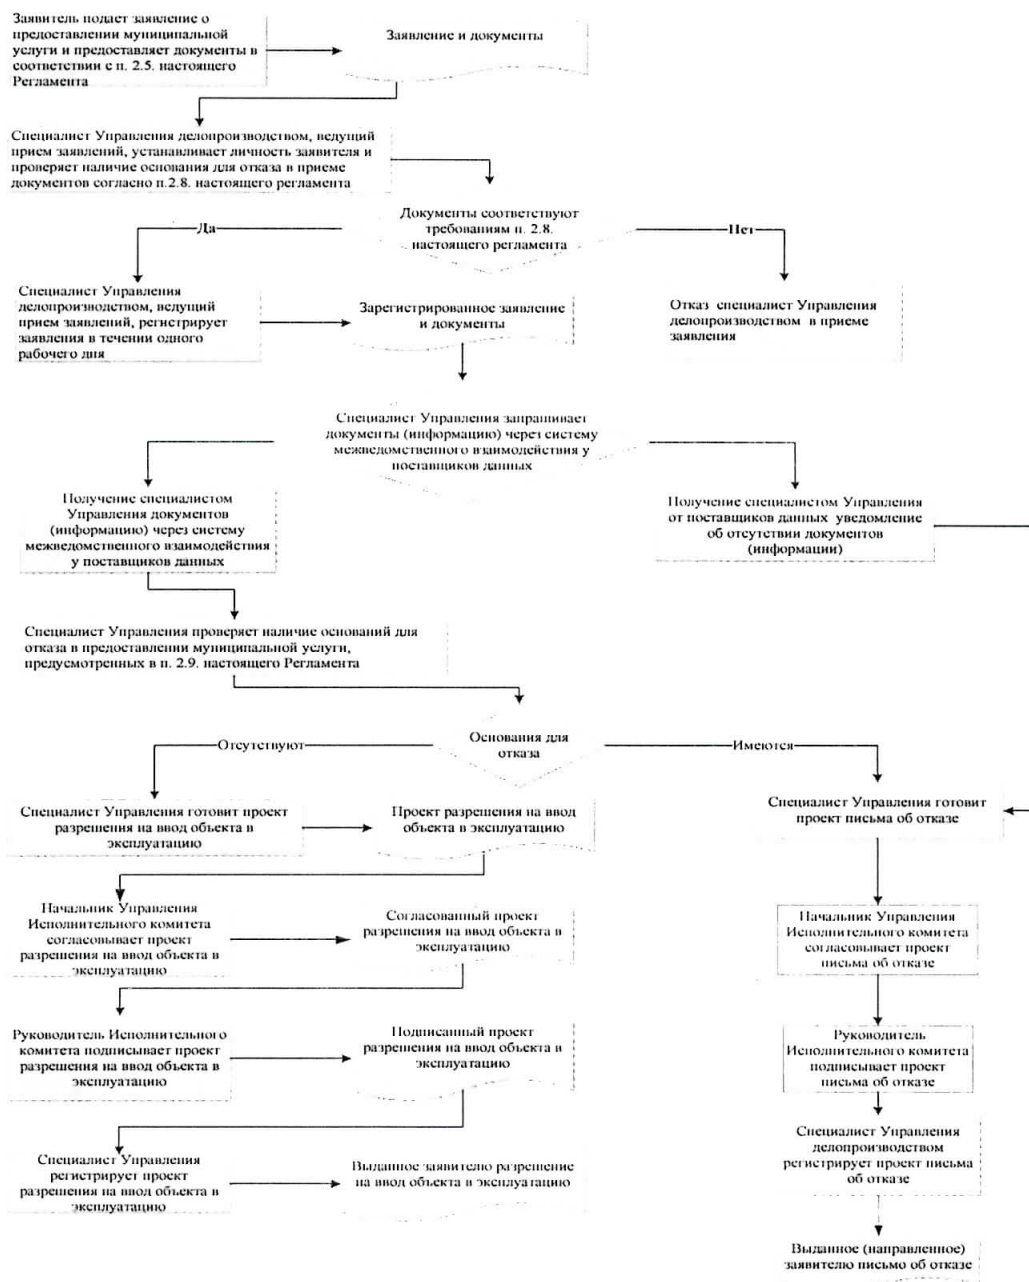 Заявитель подает заявление о
предоставлении муниципальной
услуги и предоставляет документы в
соответствии с п. 2.5. настоящего
Регламента
Заявление и документы
Специалист Управления делопроизводством, ведущий
прием заявлений, устанавливает личность заявителя и
проверяет наличие основания для отказа в приеме
документов согласно п.2.8. настоящего регламента
Документы соответствуют
требованиям п. 2.8.
настоящего регламента
Да
Нет
Специалист Управления
делопроизводством, ведущий
прием заявлений, регистрирует
заявления в течении одного
рабочего дня
Зарегистрированное заявление
и документы
Отказ специалист Управления
делопроизводством в приеме
заявления
Специалист Управления запрашивает
документы (информацию) через систему
межведомственного взаимодействия у
поставщиков данных
Получение специалистом
Управления документов
(информацию) через систему
межведомственного взаимодействия
у поставщиков данных
Получение специалистом Управления
от поставщиков данных уведомление
об отсутствии документов
(информации)
Специалист Управления проверяет наличие оснований для
отказа в предоставлении муниципальной услуги,
предусмотренных в п. 2.9. настоящего Регламента
Основания для
отказа
Отсутствуют
Имеются
Специалист Управления готовит проект
разрешения на ввод объекта в
эксплуатацию
Проект разрешения на ввод
объекта в эксплуатацию
Специалист Управления готовит
проект письма об отказе
Начальник Управления
Исполнительного комитета
согласовывает проект
разрешения на ввод объекта в
эксплуатацию
Согласованный проект
разрешения на ввод объекта в
эксплуатацию
Начальник Управления
Исполнительного комитета
согласовывает проект
письма об отказе
Руководитель Исполнительного
комитета подписывает проект
разрешения на ввод объекта в
эксплуатацию
Подписанный проект
разрешения на ввод объекта в
эксплуатацию
Руководитель
Исполнительного комитета
подписывает проект
письма об отказе
Специалист Управления
регистрирует проект
разрешения на ввод объекта в
эксплуатацию
Выданное заявителю разрешение
на ввод объекта в эксплуатацию
Специалист Управления
делопроизводством
регистрирует проект письма
об отказе
Выданное (направленное)
заявителю письмо об отказе